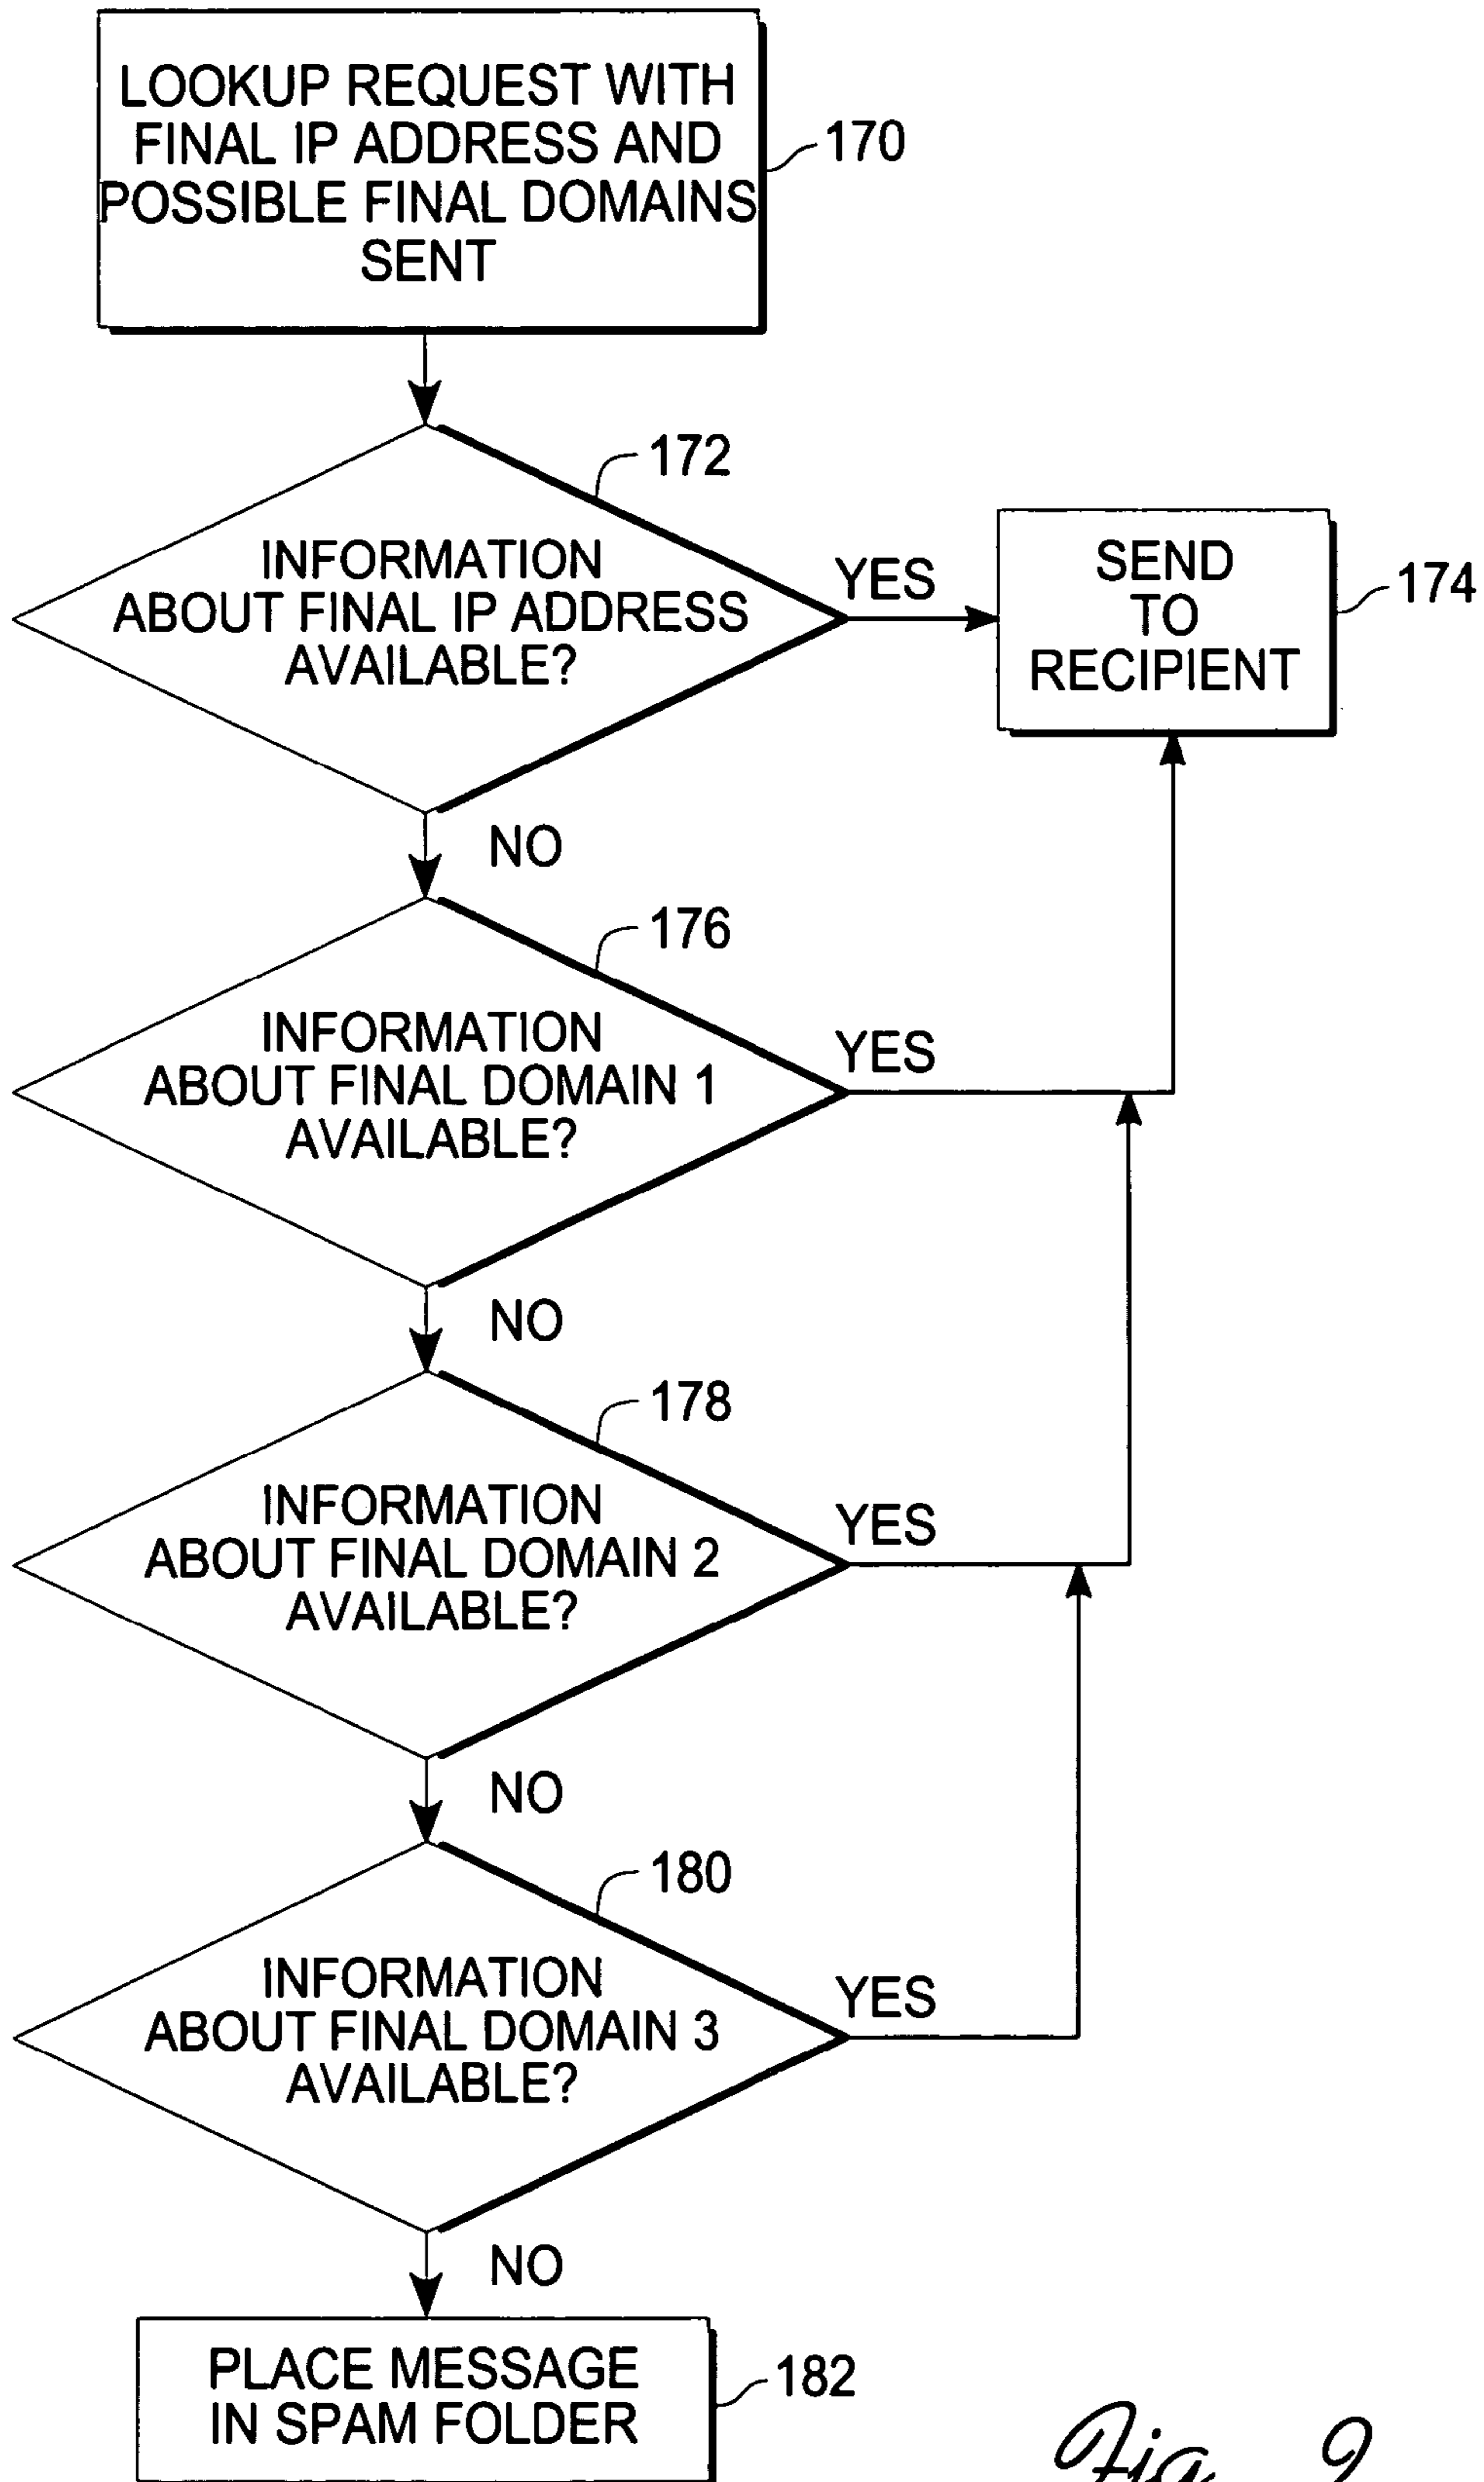 LOOKUP REQUEST WITH
FINAL IP ADDRESS AND
POSSIBLE FINAL DOMAINS
SENT
170
172
INFORMATION
ABOUT FINAL IP ADDRESS
AVAILABLE?
YES
SEND
TO
RECIPIENT
174
NO
176
INFORMATION
ABOUT FINAL DOMAIN 1
AVAILABLE?
YES
NO
178
INFORMATION
ABOUT FINAL DOMAIN 2
AVAILABLE?
YES
NO
180
INFORMATION
ABOUT FINAL DOMAIN 3
AVAILABLE?
YES
NO
PLACE MESSAGE
IN SPAM FOLDER
182
Fig. 9